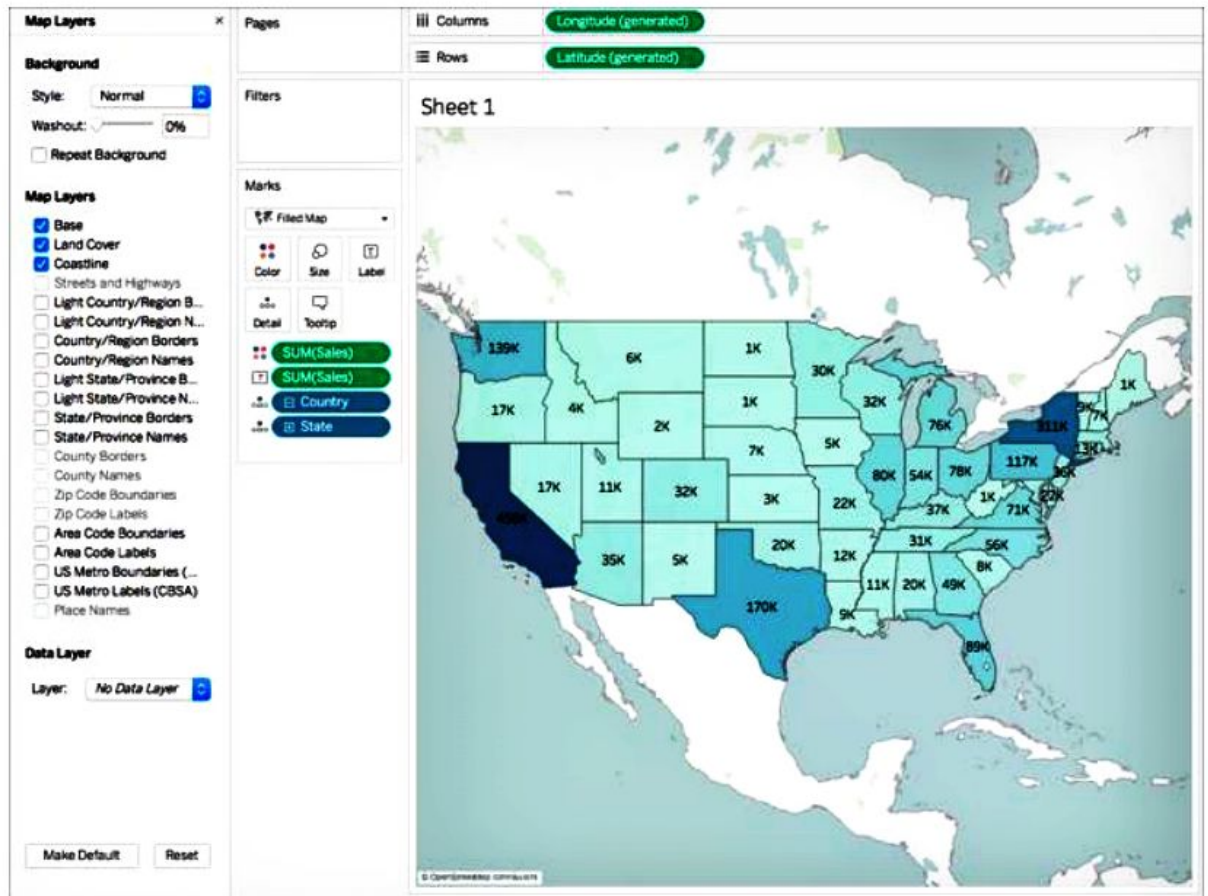 Map Layers ×
Background
Style: Normal
Washout: 0%
Repeat Background
Map Layers
Base
Land Cover
Coastline
Streets and Highways
Light Country/Region B...
Light Country/Region N...
Country/Region Borders
Country/Region Names
Light State/Province B...
Light State/Province N...
State/Province Borders
State/Province Names
County Borders
County Names
Zip Code Boundaries
Zip Code Labels
Area Code Boundaries
Area Code Labels
US Metro Boundaries (...
US Metro Labels (CBSA)
Place Names
Data Layer
Layer: No Data Layer
Make Default Reset
Pages
Filters
Marks
Filled Map
Color Size Label
Detail Tooltip
SUM(Sales)
SUM(Sales)
Country
State
Columns Longitude (generated)
Rows Latitude (generated)
Sheet 1
139K 6K 1K 30K 1K
17K 4K 1K 32K 76K 9K 7K 311K
2K 5K 13K
7K 117K
17K 11K 32K 80K 54K 78K
3K 22K 1K 71K
37K
35K 5K 20K 31K 56K
12K 8K
11K 20K 49K
170K 9K
89K
© OpenStreetMap contributors